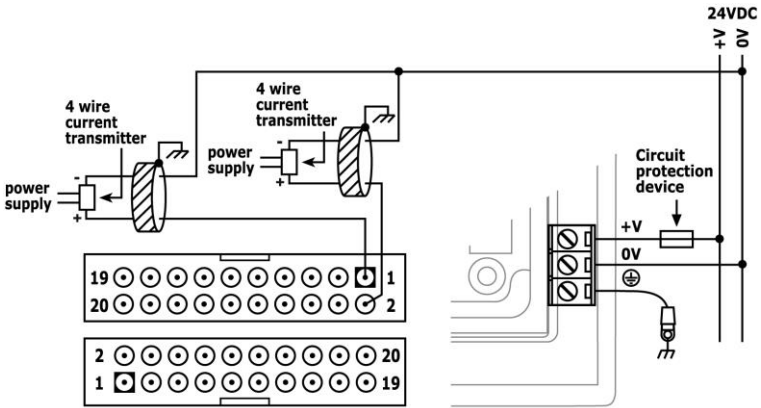 24VDC
+V
0V
4 wire
current
transmitter
-
+
power
supply
4 wire
current
transmitter
-
+
power
supply
Circuit
protection
device
+V
0V
19 1
20 2
2 20
1 19